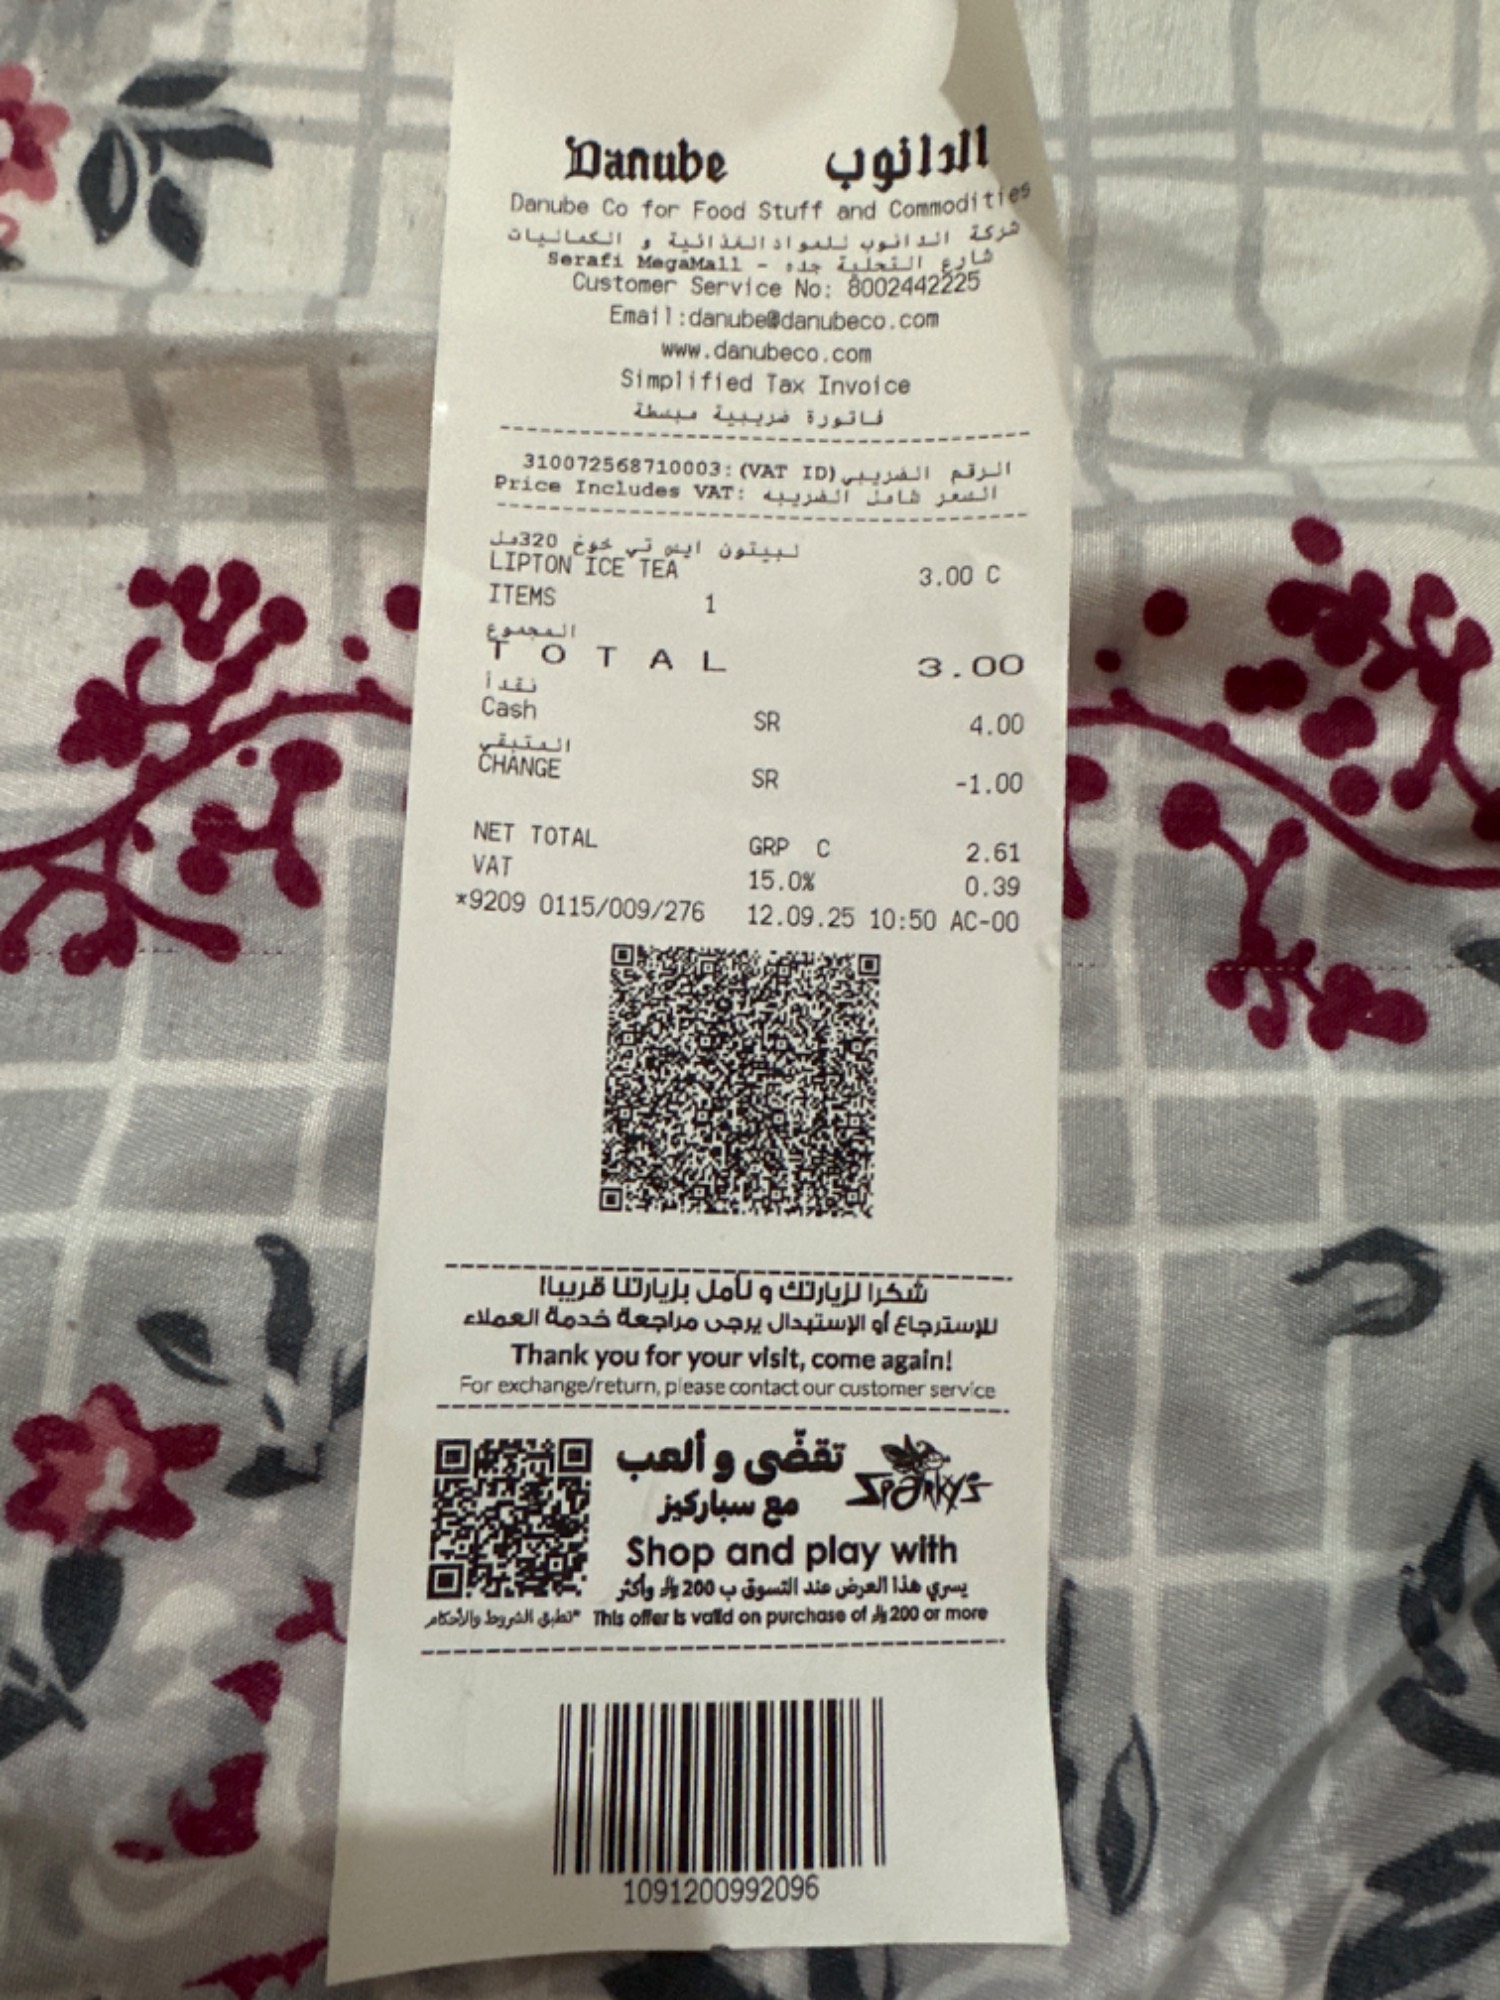 Danube الدانوب
Danube Co for Food Stuff and Commodities
شركة الدانوب للمواد الغذائية و الكماليات
شارع التحلية جده - Serafi MegaMall
Customer Service No: 8002442225
Email:danube@danubeco.com
www.danubeco.com
Simplified Tax Invoice
فاتورة ضريبية مبسطة
الرقم الضريبي(VAT ID):310072568710003
Price Includes VAT: السعر شامل الضريبه
ليبتون ايس تي خوخ 320مل
LIPTON ICE TEA 3.00 C
ITEMS 1
المجموع
T O T A L 3.00
نقدا
Cash SR 4.00
المتبقي
CHANGE SR -1.00
NET TOTAL GRP C 2.61
VAT 15.0% 0.39
*9209 0115/009/276 12.09.25 10:50 AC-00
شكرا لزيارتك و نأمل بزيارتنا قريبا!
للإسترجاع أو الإستبدال يرجى مراجعة خدمة العملاء
Thank you for your visit, come again!
For exchange/return, please contact our customer service
تقضّى و ألعب
مع سباركيز
Sparky's
Shop and play with
يسري هذا العرض عند التسوق ب 200 ⃁ وأكثر
This offer is valid on purchase of ⃁ 200 or more
*تطبق الشروط والأحكام
1091200992096